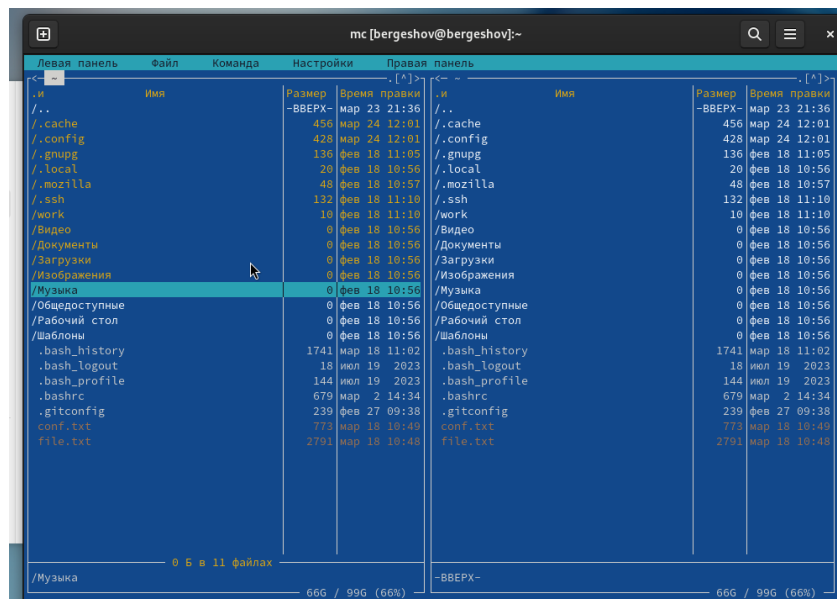 mc [bergeshov@bergeshov]:~
Левая панель Файл Команда Настройки Правая панель
<— ~ .[^]> <— ~ .[^]>
.и Имя Размер Время правки .и Имя Размер Время правки
/.. -ВВЕРХ- мар 23 21:36 /.. -ВВЕРХ- мар 23 21:36
/.cache 456 мар 24 12:01 /.cache 456 мар 24 12:01
/.config 428 мар 24 12:01 /.config 428 мар 24 12:01
/.gnupg 136 фев 18 11:05 /.gnupg 136 фев 18 11:05
/.local 20 фев 18 10:56 /.local 20 фев 18 10:56
/.mozilla 48 фев 18 10:57 /.mozilla 48 фев 18 10:57
/.ssh 132 фев 18 11:10 /.ssh 132 фев 18 11:10
/work 10 фев 18 11:10 /work 10 фев 18 11:10
/Видео 0 фев 18 10:56 /Видео 0 фев 18 10:56
/Документы 0 фев 18 10:56 /Документы 0 фев 18 10:56
/Загрузки 0 фев 18 10:56 /Загрузки 0 фев 18 10:56
/Изображения 0 фев 18 10:56 /Изображения 0 фев 18 10:56
/Музыка 0 фев 18 10:56 /Музыка 0 фев 18 10:56
/Общедоступные 0 фев 18 10:56 /Общедоступные 0 фев 18 10:56
/Рабочий стол 0 фев 18 10:56 /Рабочий стол 0 фев 18 10:56
/Шаблоны 0 фев 18 10:56 /Шаблоны 0 фев 18 10:56
.bash_history 1741 мар 18 11:02 .bash_history 1741 мар 18 11:02
.bash_logout 18 июл 19 2023 .bash_logout 18 июл 19 2023
.bash_profile 144 июл 19 2023 .bash_profile 144 июл 19 2023
.bashrc 679 мар 2 14:34 .bashrc 679 мар 2 14:34
.gitconfig 239 фев 27 09:38 .gitconfig 239 фев 27 09:38
conf.txt 773 мар 18 10:49 conf.txt 773 мар 18 10:49
file.txt 2791 мар 18 10:48 file.txt 2791 мар 18 10:48
0 Б в 11 файлах
/Музыка -ВВЕРХ-
66G / 99G (66%) 66G / 99G (66%)